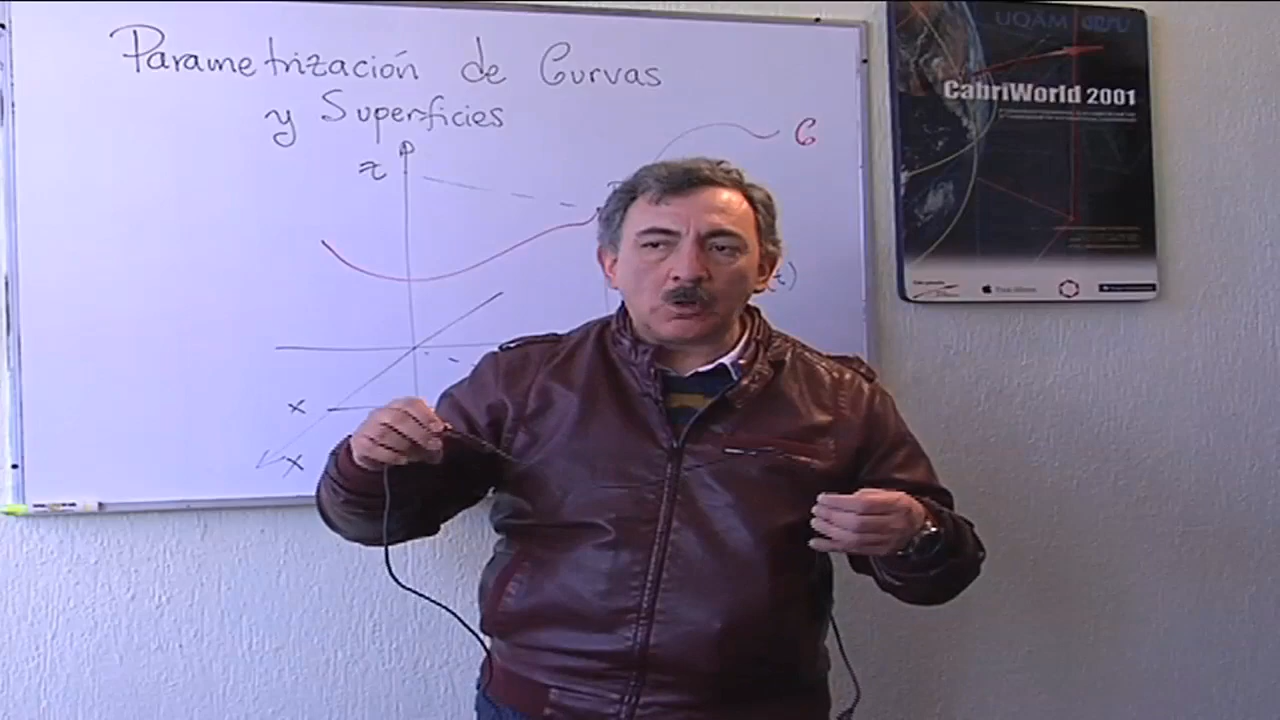 Parametrización de Curvas
y Superficies
z
C
(t)
x
x
UQAM
CabriWorld 2001